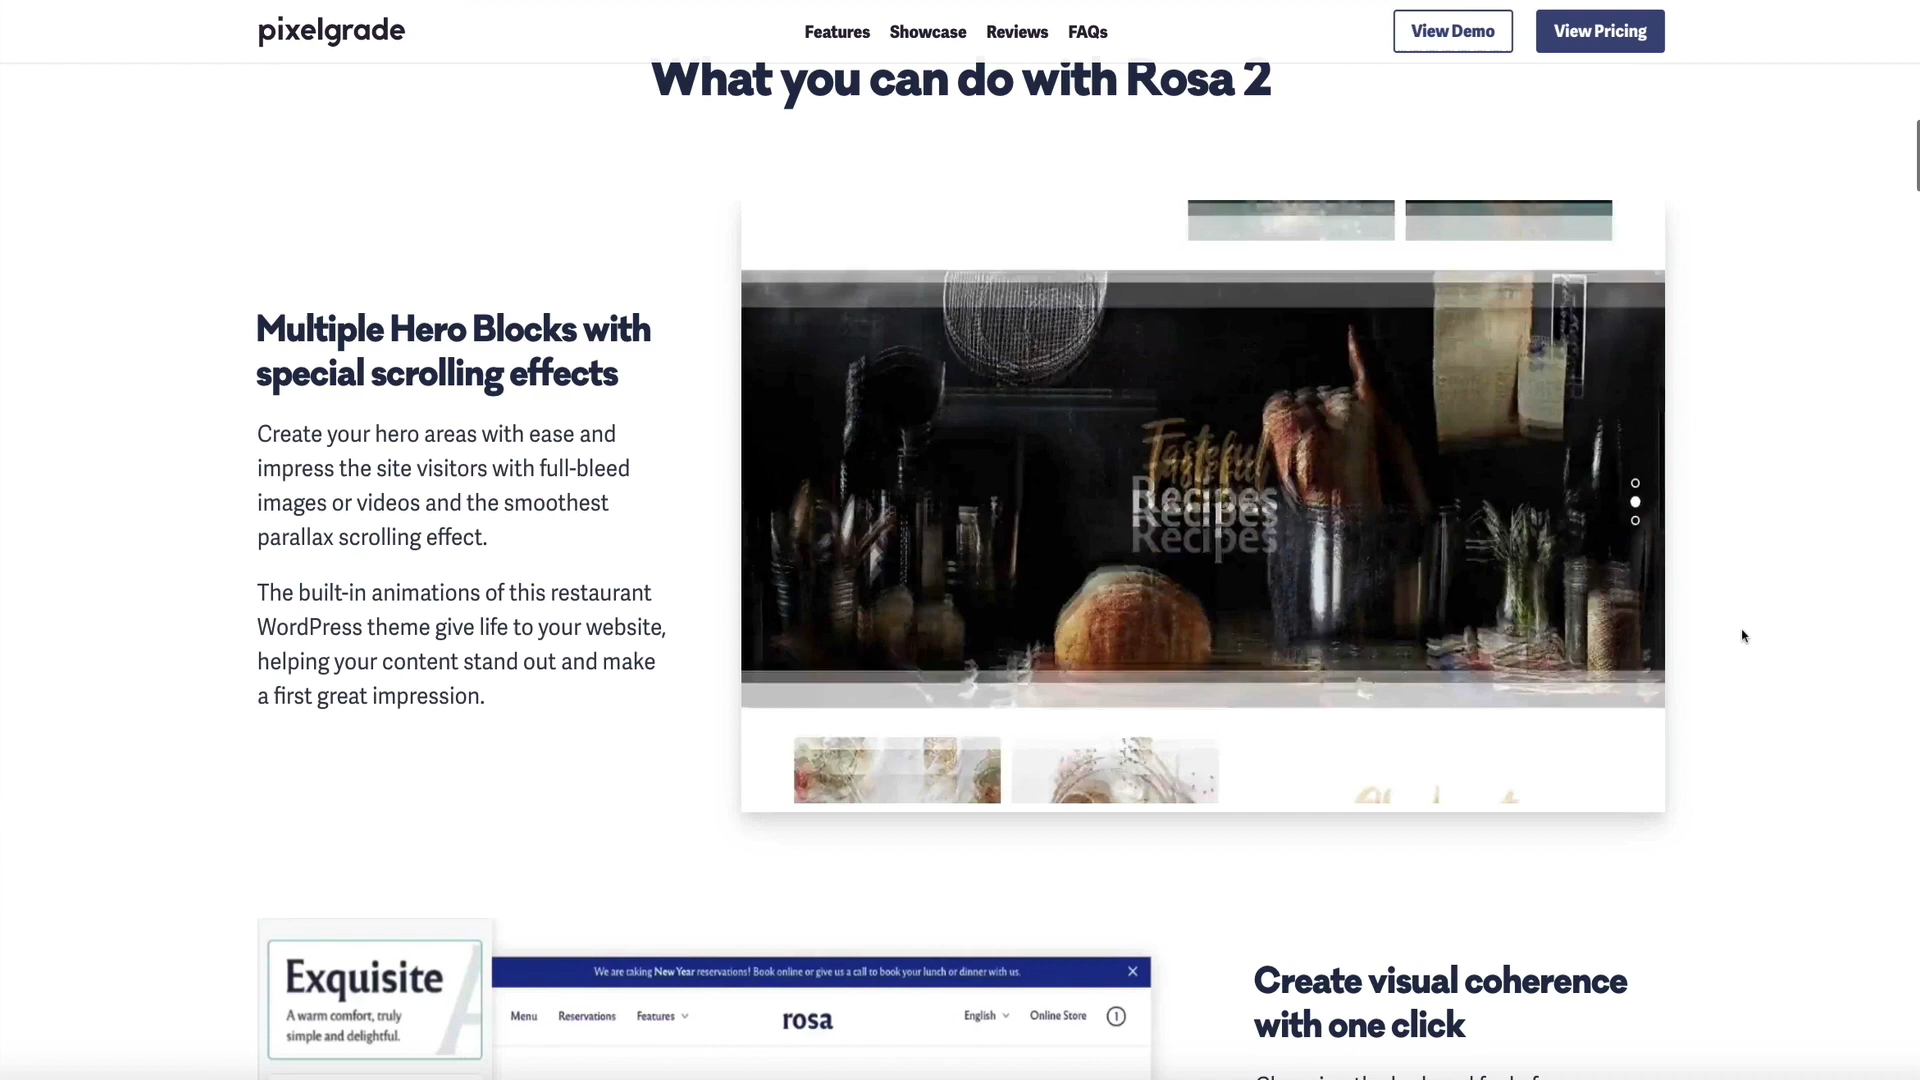 pixelgrade
Features
Showcase
Reviews
FAQs
View Demo
View Pricing
What you can do with Rosa 2
Multiple Hero Blocks with
special scrolling effects
Create your hero areas with ease and
impress the site visitors with full-bleed
images or videos and the smoothest
parallax scrolling effect.
The built-in animations of this restaurant
WordPress theme give life to your website,
helping your content stand out and make
a first great impression.
Tasteful
Recipes
Recipes
Recipes
Exquisite
A warm comfort, truly
simple and delightful.
We are taking New Year reservations! Book online or give us a call to book your lunch or dinner with us.
Menu
Reservations
Features
rosa
English
Online Store
1
Create visual coherence
with one click